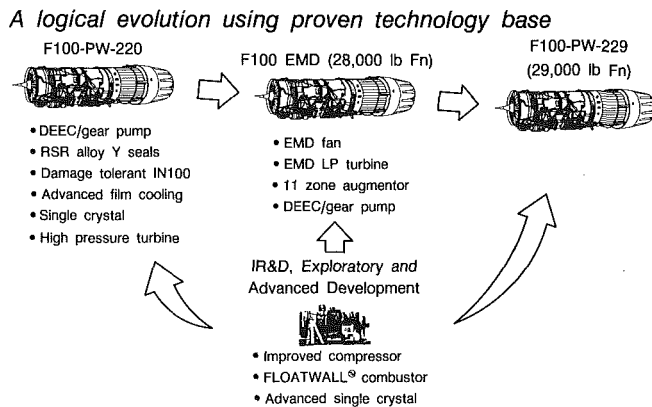 A logical evolution using proven technology base
F100-PW-220
• DEEC/gear pump
• RSR alloy Y seals
• Damage tolerant IN100
• Advanced film cooling
• Single crystal
• High pressure turbine
F100 EMD (28,000 lb Fn)
• EMD fan
• EMD LP turbine
• 11 zone augmentor
• DEEC/gear pump
F100-PW-229
(29,000 lb Fn)
IR&D, Exploratory and
Advanced Development
• Improved compressor
• FLOATWALL® combustor
• Advanced single crystal